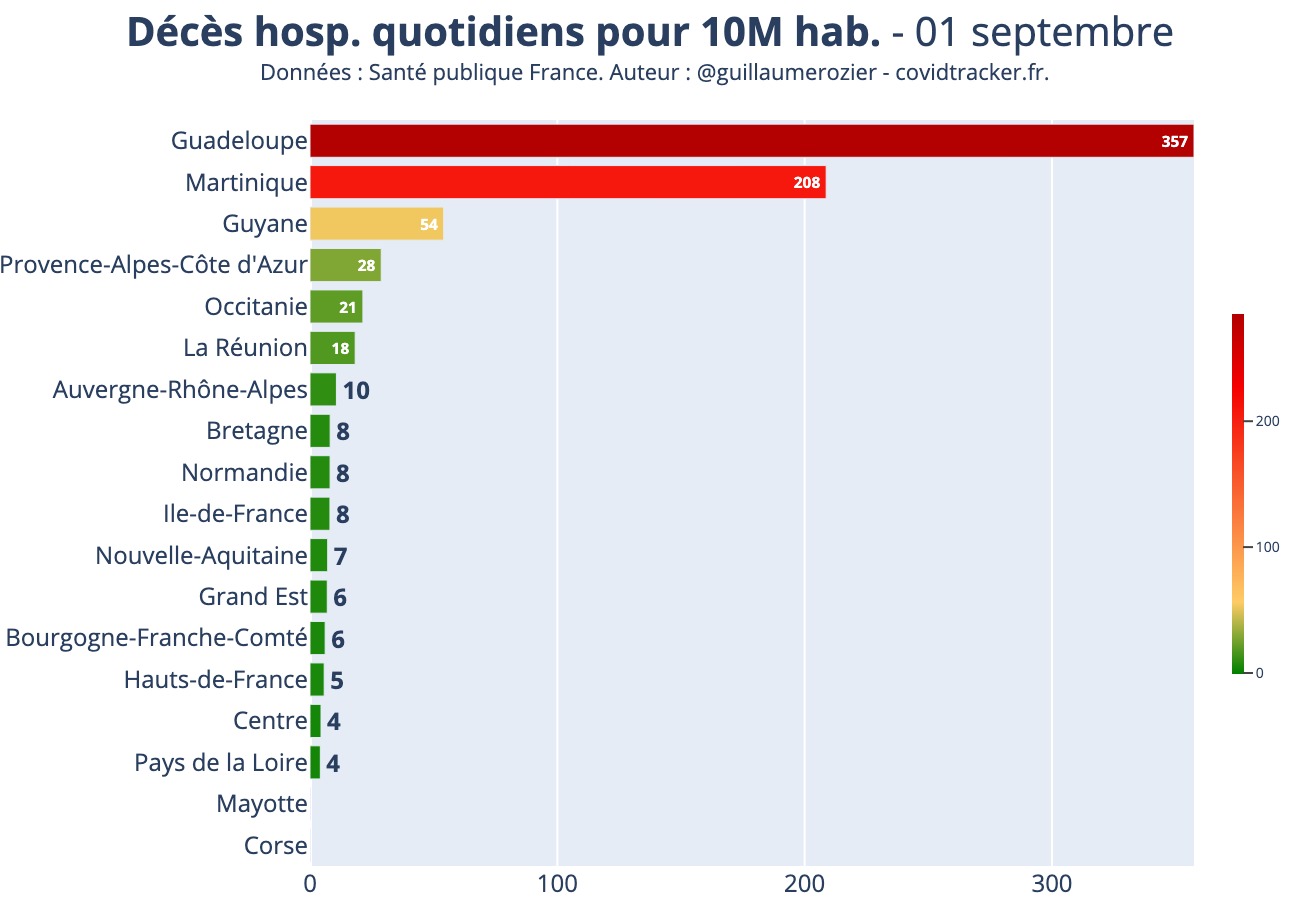 Décès hosp. quotidiens pour 10M hab. - 01 septembre
Données : Santé publique France. Auteur : @guillaumerozier - covidtracker.fr.
Guadeloupe 357
Martinique 208
Guyane 54
Provence-Alpes-Côte d'Azur 28
Occitanie 21
La Réunion 18
Auvergne-Rhône-Alpes 10
Bretagne 8
Normandie 8
Ile-de-France 8
Nouvelle-Aquitaine 7
Grand Est 6
Bourgogne-Franche-Comté 6
Hauts-de-France 5
Centre 4
Pays de la Loire 4
Mayotte
Corse
0 100 200 300
200
100
0